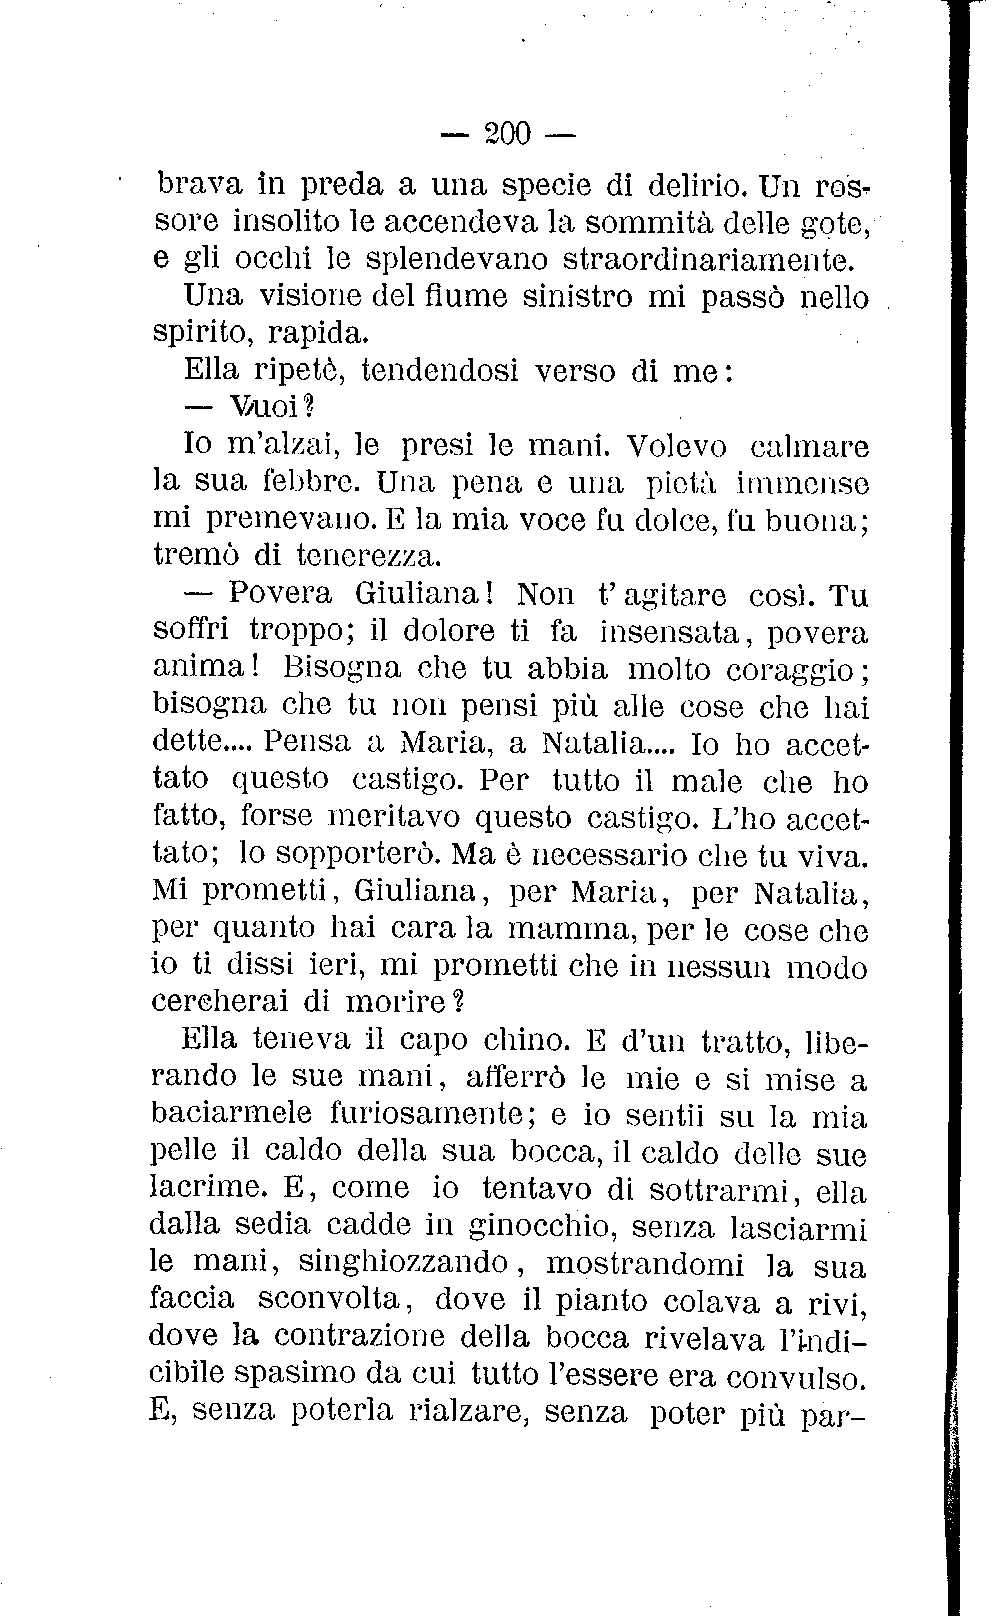 — 200 —
brava in preda a una specie di delirio. Un ros-
sore insolito le accendeva la sommità delle gote,
e gli occhi le splendevano straordinariamente.
Una visione del fiume sinistro mi passò nello
spirito, rapida.
Ella ripetè, tendendosi verso di me:
— Vuoi?
Io m'alzai, le presi le mani. Volevo calmare
la sua febbre. Una pena e una pietà immense
mi premevano. E la mia voce fu dolce, fu buona;
tremò di tenerezza.
— Povera Giuliana! Non t'agitare così. Tu
soffri troppo; il dolore ti fa insensata, povera
anima! Bisogna che tu abbia molto coraggio;
bisogna che tu non pensi più alle cose che hai
dette.... Pensa a Maria, a Natalia.... Io ho accet-
tato questo castigo. Per tutto il male che ho
fatto, forse meritavo questo castigo. L'ho accet-
tato; lo sopporterò. Ma è necessario che tu viva.
Mi prometti, Giuliana, per Maria, per Natalia,
per quanto hai cara la mamma, per le cose che
io ti dissi ieri, mi prometti che in nessun modo
cercherai di morire?
Ella teneva il capo chino. E d'un tratto, libe-
rando le sue mani, afferrò le mie e si mise a
baciarmele furiosamente; e io sentii su la mia
pelle il caldo della sua bocca, il caldo delle sue
lacrime. E, come io tentavo di sottrarmi, ella
dalla sedia cadde in ginocchio, senza lasciarmi
le mani, singhiozzando, mostrandomi la sua
faccia sconvolta, dove il pianto colava a rivi,
dove la contrazione della bocca rivelava l'indi-
cibile spasimo da cui tutto l'essere era convulso.
E, senza poterla rialzare, senza poter più par-